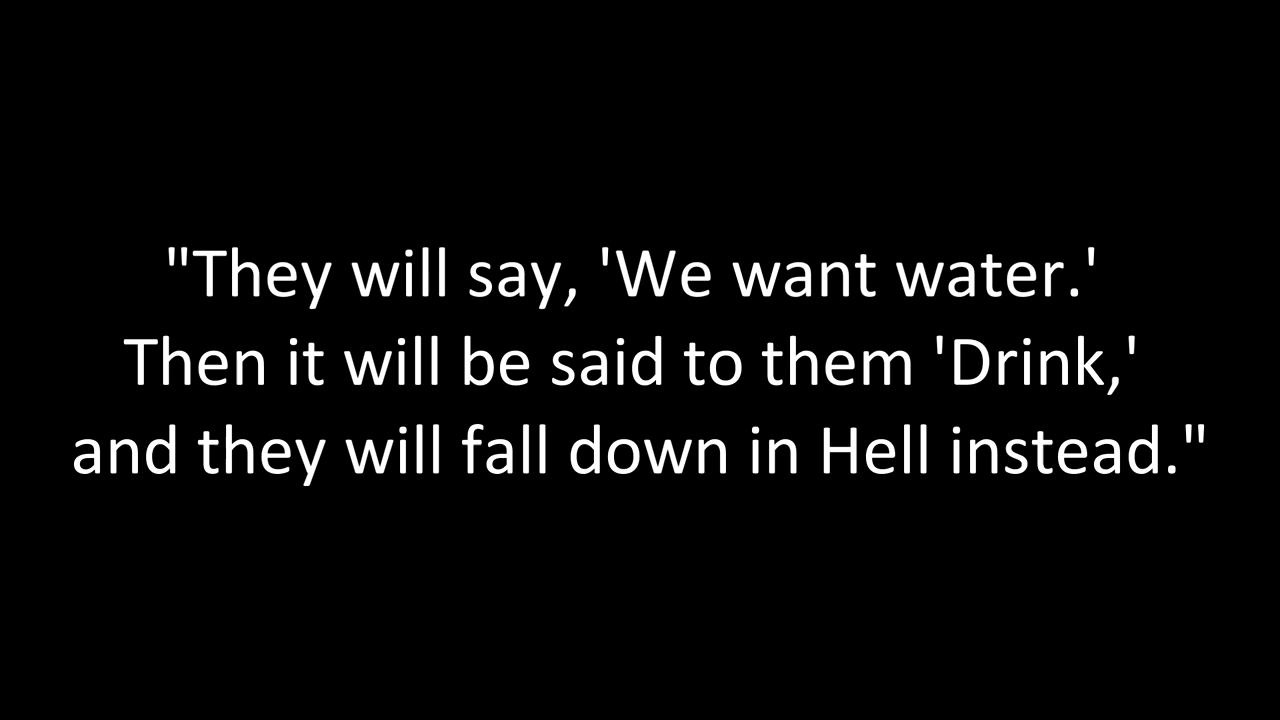 "They will say, 'We want water.'
Then it will be said to them 'Drink,'
and they will fall down in Hell instead."